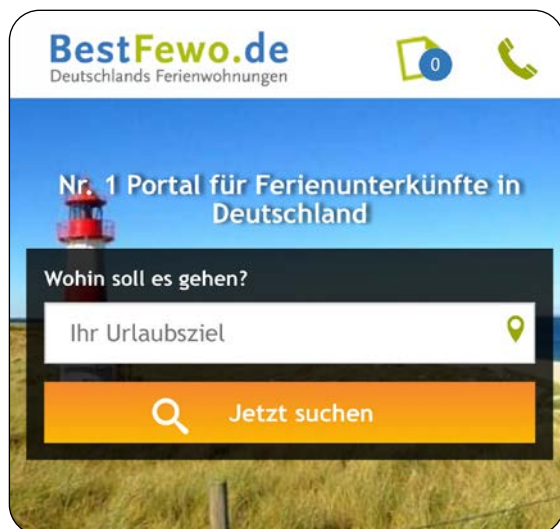 BestFewo.de
Deutschlands Ferienwohnungen
0
Nr. 1 Portal für Ferienunterkünfte in
Deutschland
Wohin soll es gehen?
Ihr Urlaubsziel
Jetzt suchen